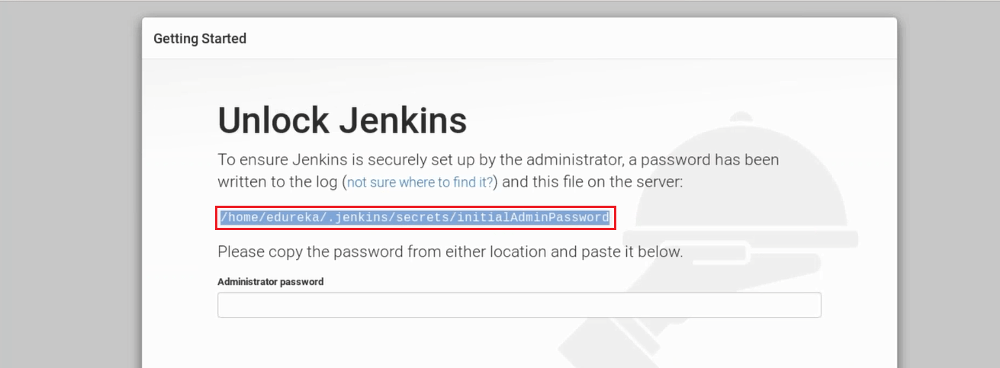 Getting Started
Unlock Jenkins
To ensure Jenkins is securely set up by the administrator, a password has been
written to the log (not sure where to find it?) and this file on the server:
/home/edureka/.jenkins/secrets/initialAdminPassword
Please copy the password from either location and paste it below.
Administrator password